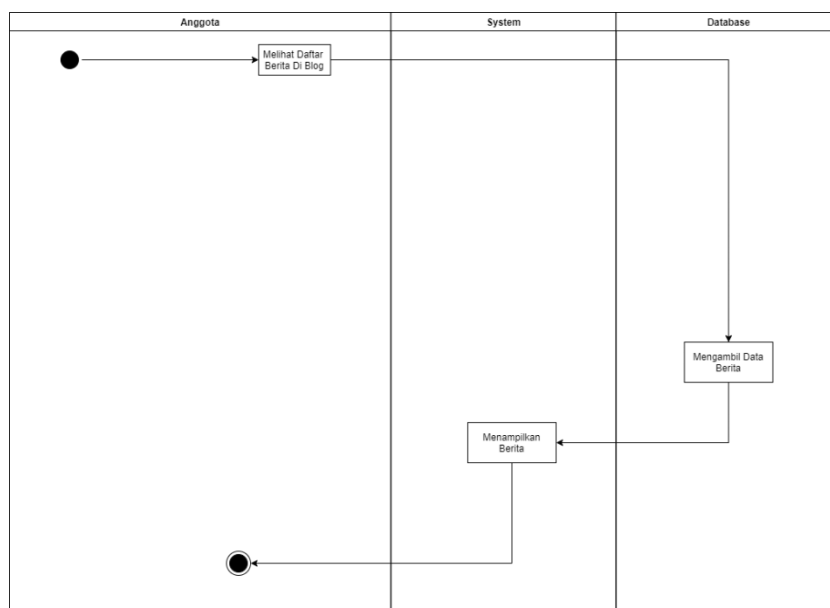 Anggota
System
Database
Melihat Daftar
Berita Di Blog
Mengambil Data
Berita
Menampilkan
Berita